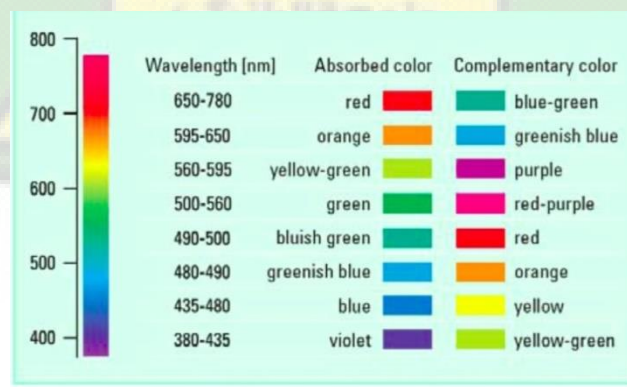 Wavelength [nm] Absorbed color Complementary color
800
650-780 red blue-green
700
595-650 orange greenish blue
560-595 yellow-green purple
600
500-560 green red-purple
490-500 bluish green red
500
480-490 greenish blue orange
435-480 blue yellow
400
380-435 violet yellow-green